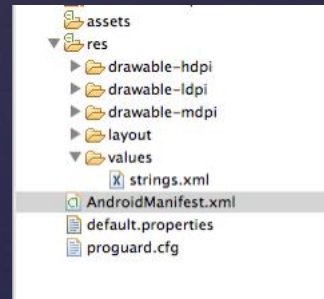 assets
res
drawable-hdpi
drawable-ldpi
drawable-mdpi
layout
values
strings.xml
AndroidManifest.xml
default.properties
proguard.cfg